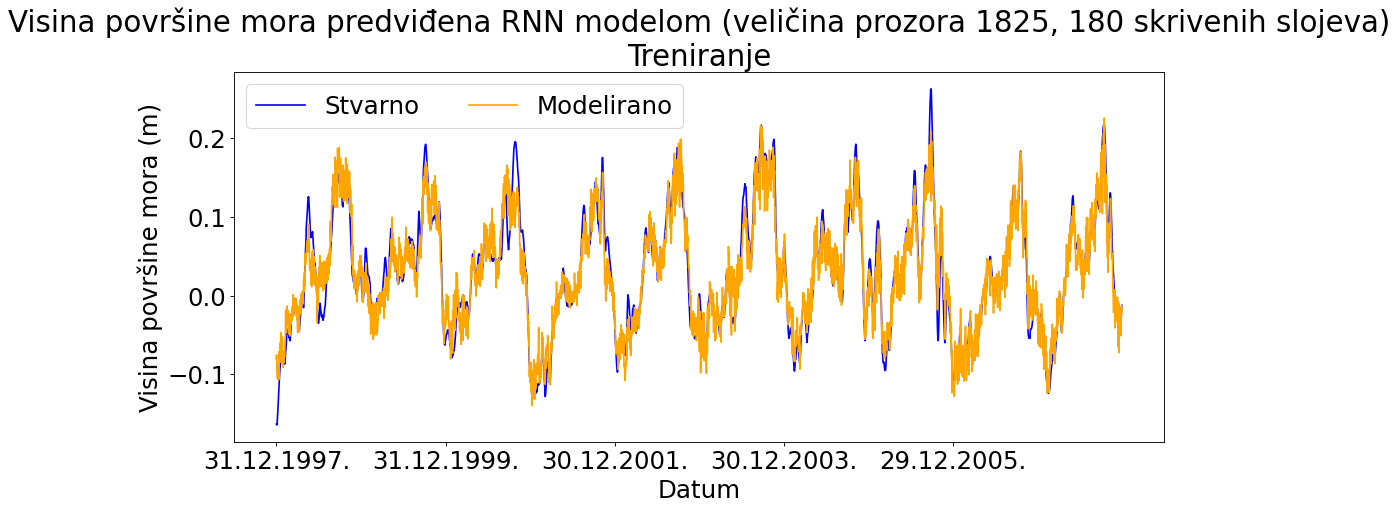 Visina površine mora predviđena RNN modelom (veličina prozora 1825, 180 skrivenih slojeva)
Treniranje
Stvarno
Modelirano
Visina površine mora (m)
0.2
0.1
0.0
−0.1
31.12.1997.
31.12.1999.
30.12.2001.
30.12.2003.
29.12.2005.
Datum